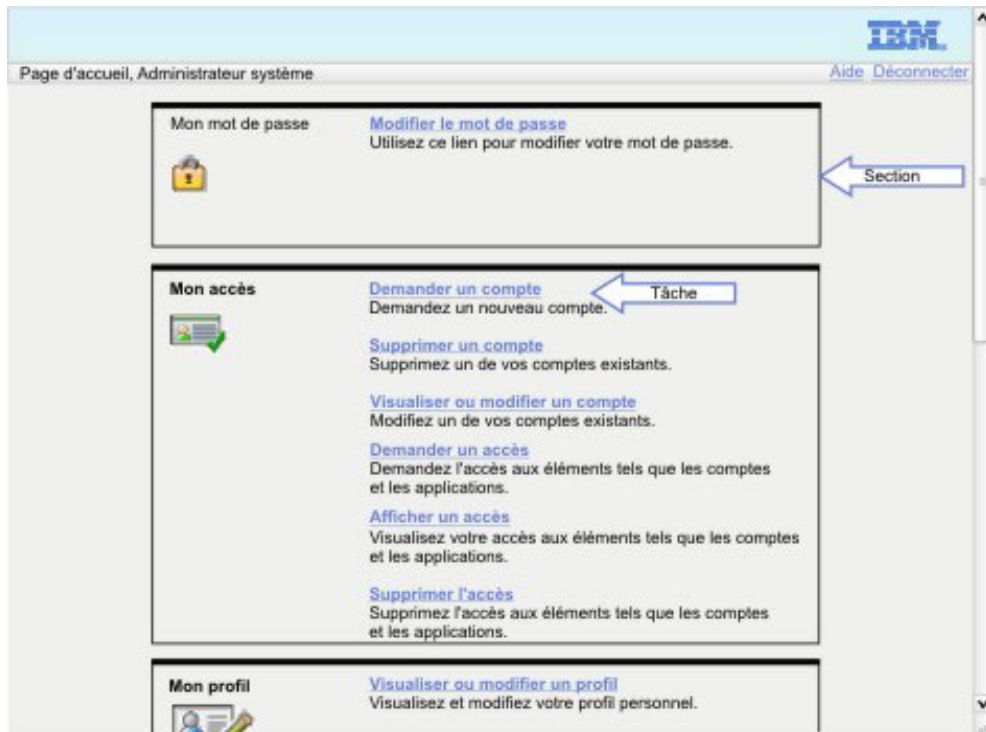 IBM
Page d'accueil, Administrateur système
Aide Déconnecter
Mon mot de passe
Modifier le mot de passe
Utilisez ce lien pour modifier votre mot de passe.
Section
Mon accès
Demander un compte
Tâche
Demandez un nouveau compte.
Supprimer un compte
Supprimez un de vos comptes existants.
Visualiser ou modifier un compte
Modifiez un de vos comptes existants.
Demander un accès
Demandez l'accès aux éléments tels que les comptes
et les applications.
Afficher un accès
Visualisez votre accès aux éléments tels que les comptes
et les applications.
Supprimer l'accès
Supprimez l'accès aux éléments tels que les comptes
et les applications.
Mon profil
Visualiser ou modifier un profil
Visualisez et modifiez votre profil personnel.